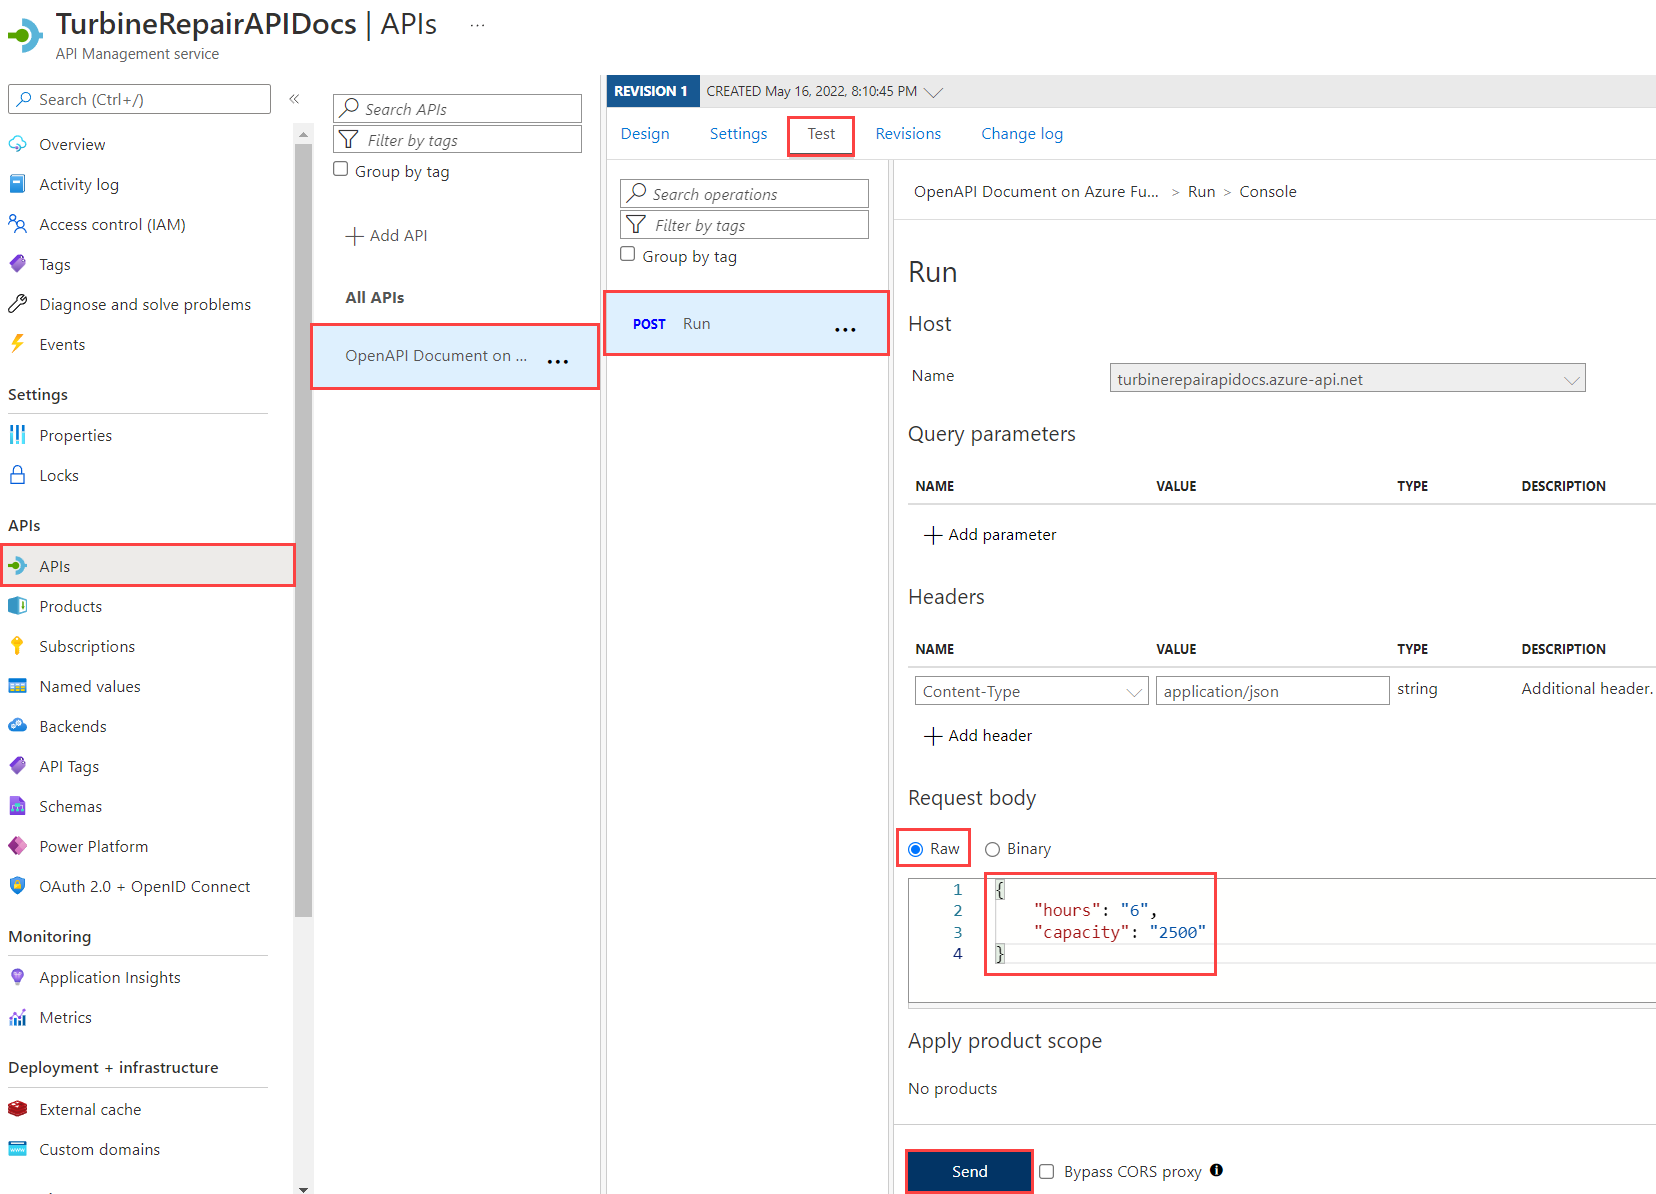 TurbineRepairAPIDocs | APIs ...
API Management service
Search (Ctrl+/) «
Overview
Activity log
Access control (IAM)
Tags
Diagnose and solve problems
Events
Settings
Properties
Locks
APIs
APIs
Products
Subscriptions
Named values
Backends
API Tags
Schemas
Power Platform
OAuth 2.0 + OpenID Connect
Monitoring
Application Insights
Metrics
Deployment + infrastructure
External cache
Custom domains
Search APIs
Filter by tags
Group by tag
Add API
All APIs
OpenAPI Document on ... ...
REVISION 1 CREATED May 16, 2022, 8:10:45 PM
Design Settings Test Revisions Change log
Search operations
Filter by tags
Group by tag
POST Run ...
OpenAPI Document on Azure Fu... > Run > Console
Run
Host
Name turbinerepairapidocs.azure-api.net
Query parameters
NAME VALUE TYPE DESCRIPTION
Add parameter
Headers
NAME VALUE TYPE DESCRIPTION
Content-Type application/json string Additional header.
Add header
Request body
Raw Binary
1 {
2 "hours": "6",
3 "capacity": "2500"
4 }
Apply product scope
No products
Send Bypass CORS proxy